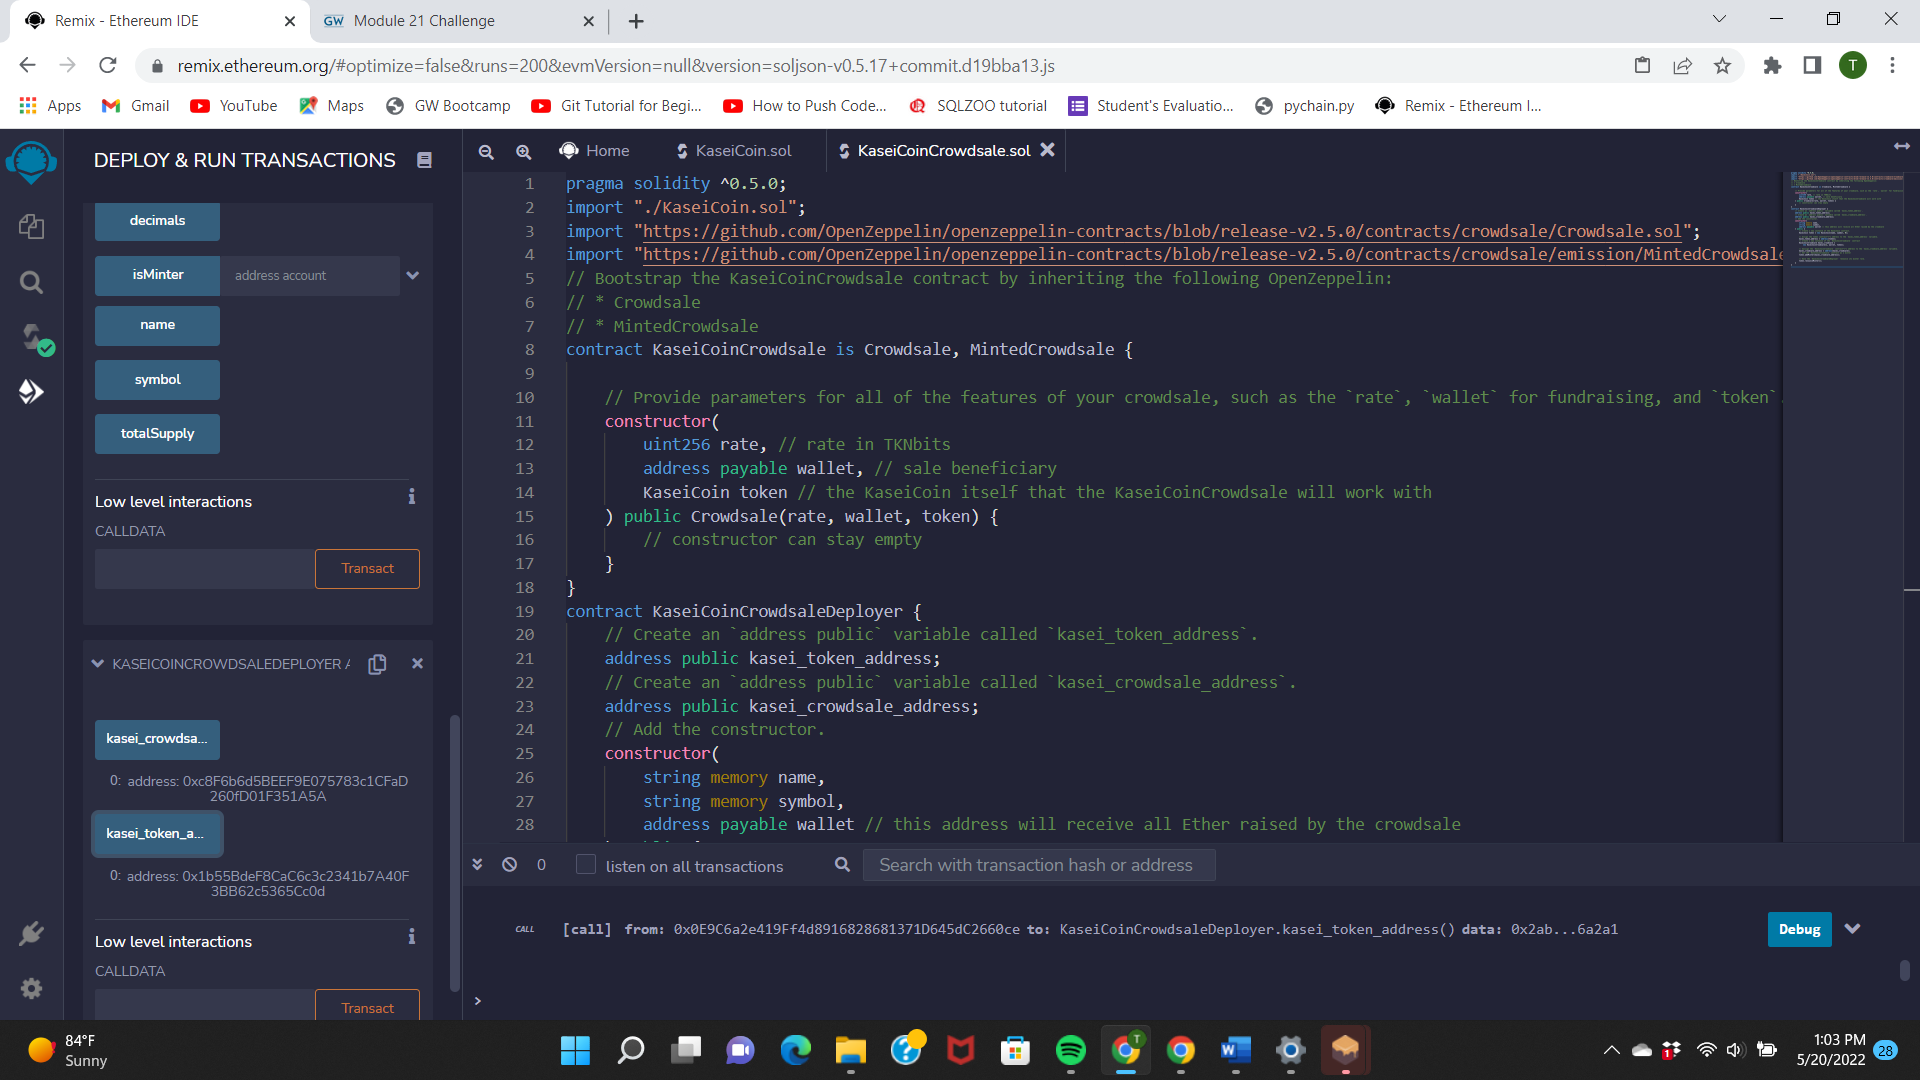 Remix - Ethereum IDE
GW Module 21 Challenge
remix.ethereum.org/#optimize=false&runs=200&evmVersion=null&version=soljson-v0.5.17+commit.d19bba13.js
T
Apps Gmail YouTube Maps GW Bootcamp Git Tutorial for Begi... How to Push Code... SQLZOO tutorial Student's Evaluatio... pychain.py Remix - Ethereum I...
DEPLOY & RUN TRANSACTIONS
decimals
isMinter address account
name
symbol
totalSupply
Low level interactions
CALLDATA
Transact
KASEICOINCROWDSALEDEPLOYER A
kasei_crowdsa...
0: address: 0xc8F6b6d5BEEF9E075783c1CFaD
260fD01F351A5A
kasei_token_a...
0: address: 0x1b55BdeF8CaC6c3c2341b7A40F
3BB62c5365Cc0d
Low level interactions
CALLDATA
Transact
Home KaseiCoin.sol KaseiCoinCrowdsale.sol
1 pragma solidity ^0.5.0;
2 import "./KaseiCoin.sol";
3 import "https://github.com/OpenZeppelin/openzeppelin-contracts/blob/release-v2.5.0/contracts/crowdsale/Crowdsale.sol";
4 import "https://github.com/OpenZeppelin/openzeppelin-contracts/blob/release-v2.5.0/contracts/crowdsale/emission/MintedCrowdsale
5 // Bootstrap the KaseiCoinCrowdsale contract by inheriting the following OpenZeppelin:
6 // * Crowdsale
7 // * MintedCrowdsale
8 contract KaseiCoinCrowdsale is Crowdsale, MintedCrowdsale {
9
10 // Provide parameters for all of the features of your crowdsale, such as the `rate`, `wallet` for fundraising, and `token`.
11 constructor(
12 uint256 rate, // rate in TKNbits
13 address payable wallet, // sale beneficiary
14 KaseiCoin token // the KaseiCoin itself that the KaseiCoinCrowdsale will work with
15 ) public Crowdsale(rate, wallet, token) {
16 // constructor can stay empty
17 }
18 }
19 contract KaseiCoinCrowdsaleDeployer {
20 // Create an `address public` variable called `kasei_token_address`.
21 address public kasei_token_address;
22 // Create an `address public` variable called `kasei_crowdsale_address`.
23 address public kasei_crowdsale_address;
24 // Add the constructor.
25 constructor(
26 string memory name,
27 string memory symbol,
28 address payable wallet // this address will receive all Ether raised by the crowdsale
0 listen on all transactions Search with transaction hash or address
CALL [call] from: 0x0E9C6a2e419Ff4d8916828681371D645dC2660ce to: KaseiCoinCrowdsaleDeployer.kasei_token_address() data: 0x2ab...6a2a1 Debug
>
84°F
Sunny
1:03 PM
5/20/2022
28